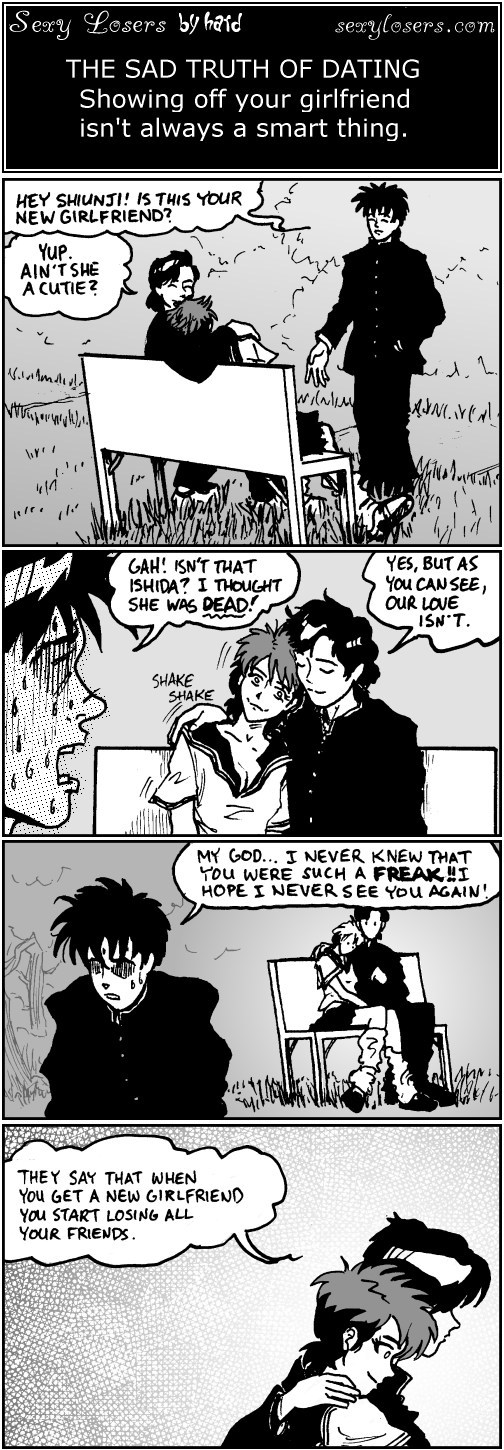 Sexy Losers by hard
sexylosers.com
THE SAD TRUTH OF DATING
Showing off your girlfriend
isn't always a smart thing.
HEY SHIUNJI! IS THIS YOUR
NEW GIRLFRIEND?
YUP.
AIN'T SHE
A CUTIE?
GAH! ISN'T THAT
ISHIDA? I THOUGHT
SHE WAS DEAD!
YES, BUT AS
YOU CAN SEE,
OUR LOVE
ISN'T.
SHAKE
SHAKE
MY GOD... I NEVER KNEW THAT
YOU WERE SUCH A FREAK!! I
HOPE I NEVER SEE YOU AGAIN!
THEY SAY THAT WHEN
YOU GET A NEW GIRLFRIEND
YOU START LOSING ALL
YOUR FRIENDS.